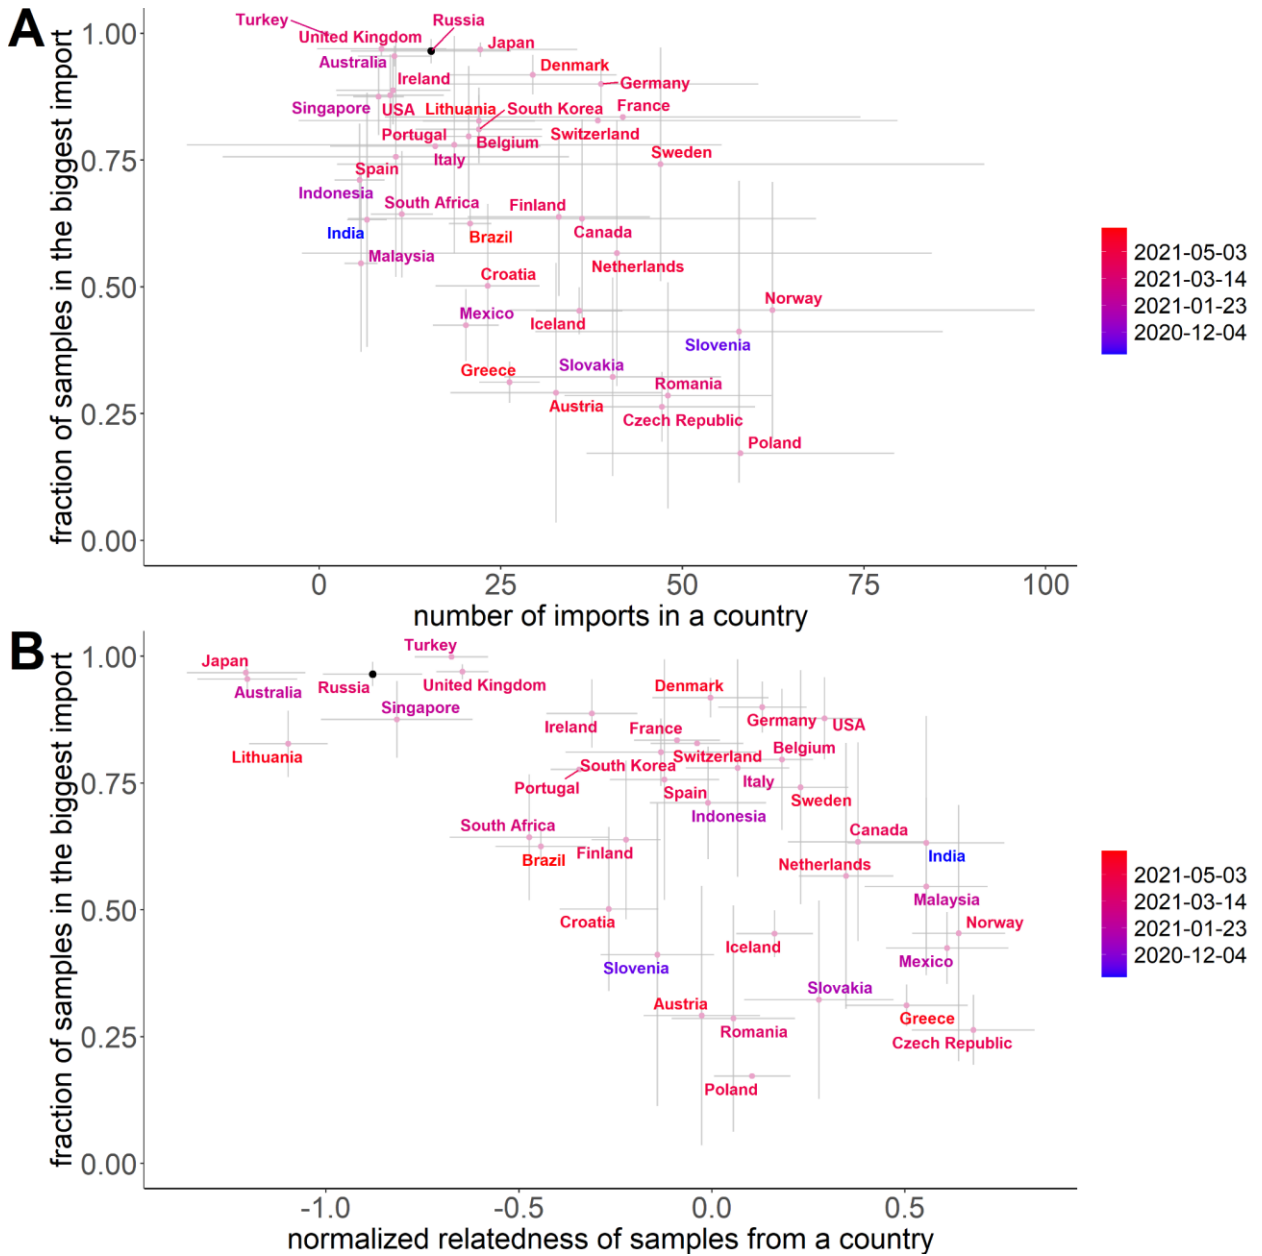 A
fraction of samples in the biggest import
1.00
0.75
0.50
0.25
0.00
Turkey
Russia
United Kingdom
Japan
Australia
Denmark
Ireland
Germany
Singapore
USA
Lithuania
South Korea
France
Portugal
Belgium
Switzerland
Italy
Sweden
Spain
Indonesia
South Africa
Finland
India
Brazil
Canada
Malaysia
Netherlands
Croatia
Norway
Mexico
Iceland
Slovenia
Greece
Slovakia
Romania
Austria
Czech Republic
Poland
0
25
50
75
100
number of imports in a country
2021-05-03
2021-03-14
2021-01-23
2020-12-04
B
fraction of samples in the biggest import
1.00
0.75
0.50
0.25
0.00
Turkey
Japan
Russia
Australia
United Kingdom
Denmark
Singapore
Ireland
France
Germany
USA
Lithuania
Switzerland
Belgium
South Korea
Portugal
Italy
Spain
Sweden
Indonesia
South Africa
Canada
Brazil
Finland
India
Netherlands
Malaysia
Croatia
Norway
Iceland
Mexico
Slovenia
Slovakia
Austria
Greece
Romania
Czech Republic
Poland
-1.0
-0.5
0.0
0.5
normalized relatedness of samples from a country
2021-05-03
2021-03-14
2021-01-23
2020-12-04